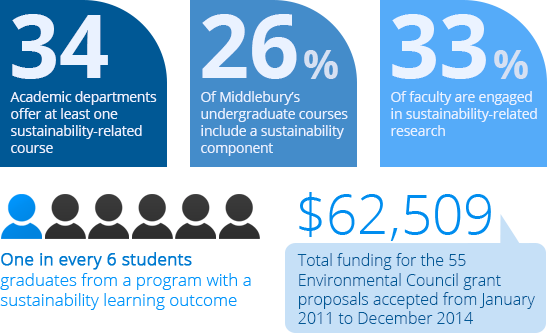 34
Academic departments
offer at least one
sustainability-related
course
26%
Of Middlebury's
undergraduate courses
include a sustainability
component
33%
Of faculty are engaged
in sustainability-related
research
One in every 6 students
graduates from a program with a
sustainability learning outcome
$62,509
Total funding for the 55
Environmental Council grant
proposals accepted from January
2011 to December 2014